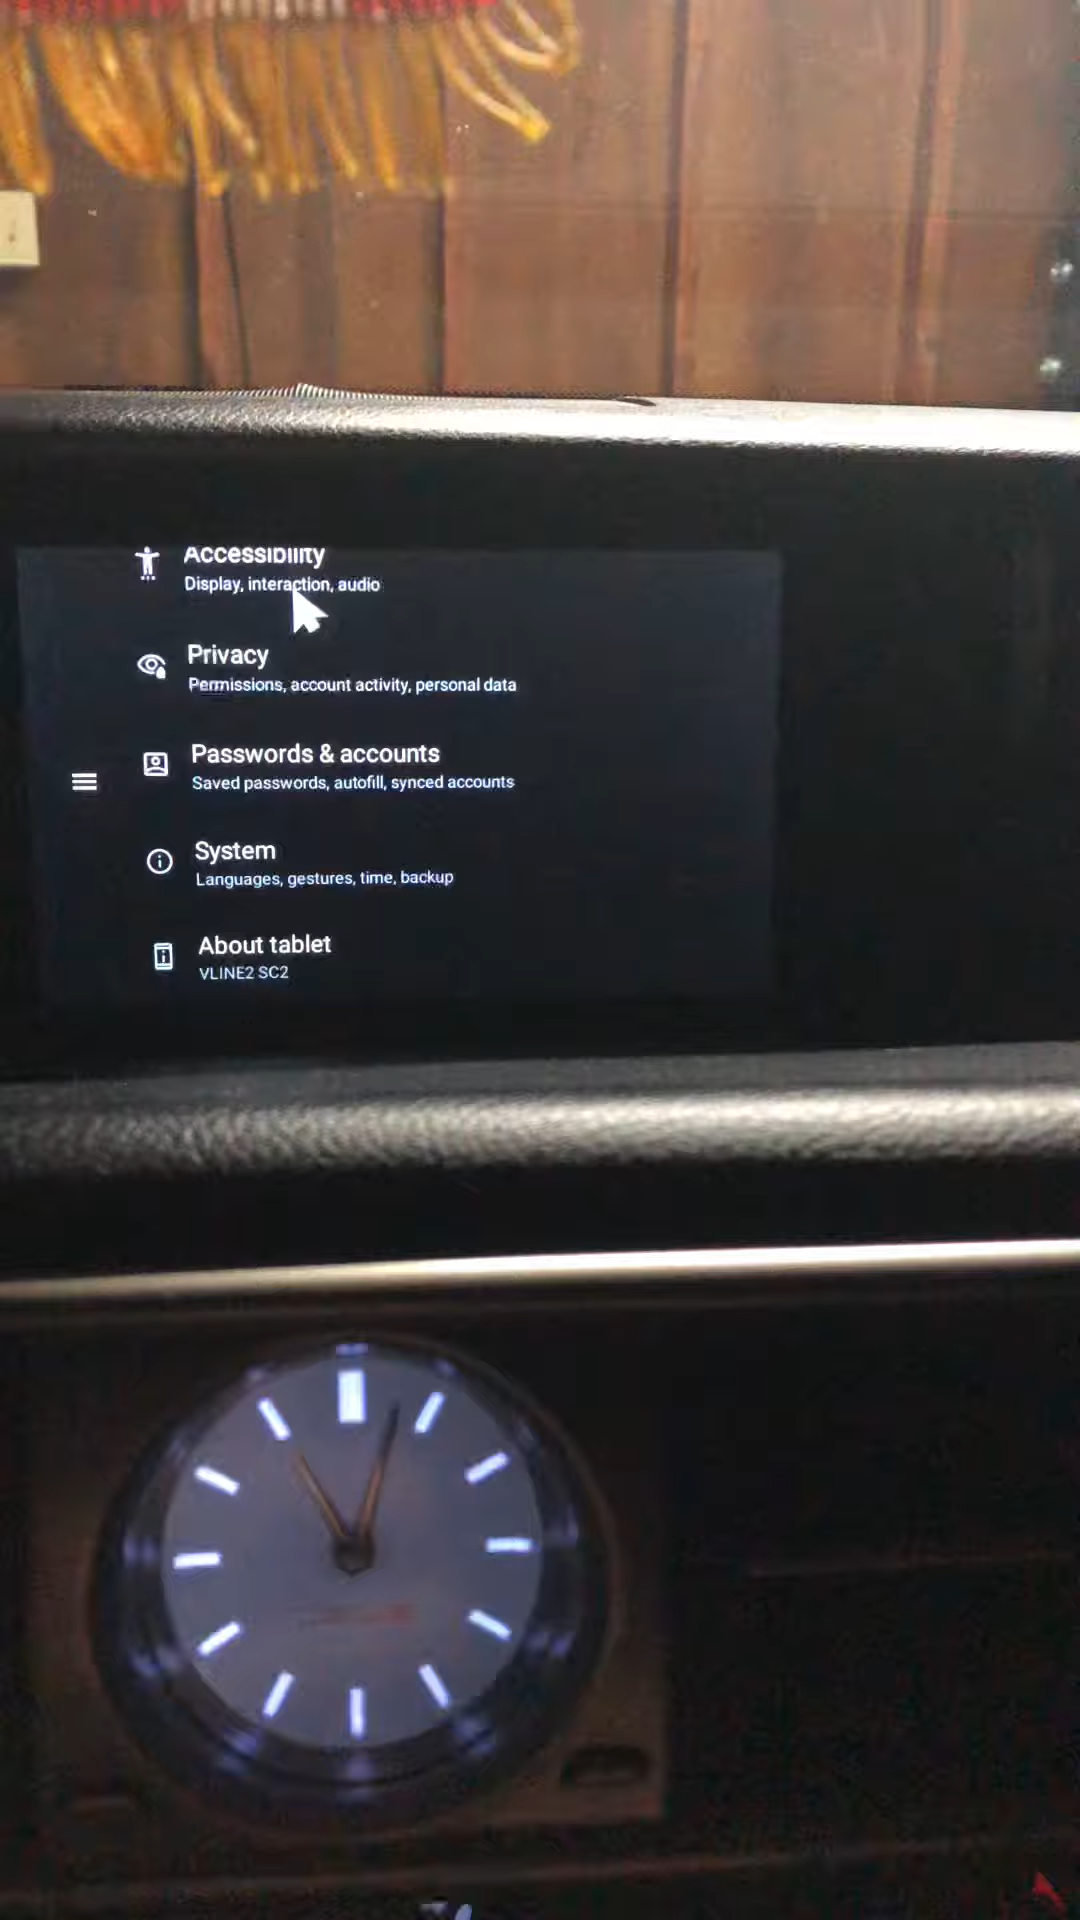 Accessibility
Display, interaction, audio
Privacy
Permissions, account activity, personal data
Passwords & accounts
Saved passwords, autofill, synced accounts
System
Languages, gestures, time, backup
About tablet
VLINE2 SC2